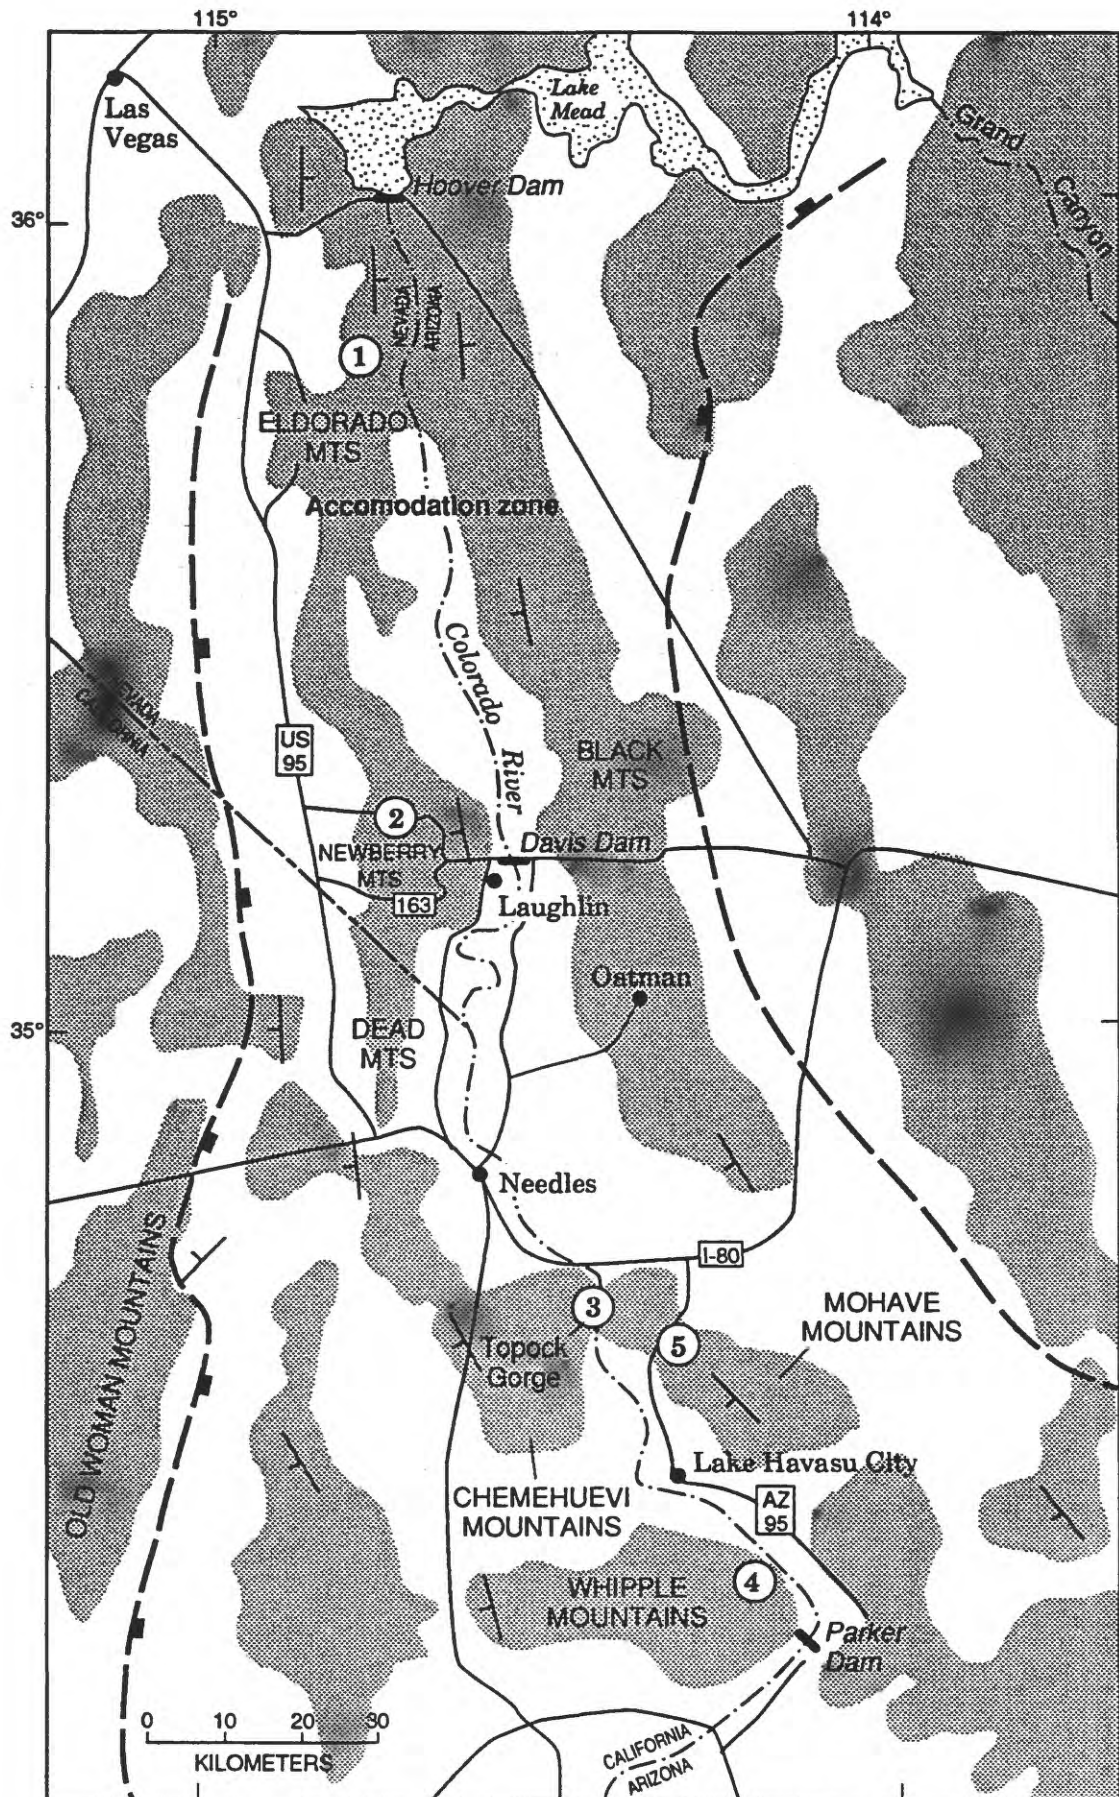 115°
114°
Las
Vegas
Lake
Mead
Grand
Canyon
Hoover Dam
36°
NEVADA
ARIZONA
1
ELDORADO
MTS
Accomodation zone
Colorado
River
NEVADA
CALIFORNIA
US
95
BLACK
MTS
2
NEWBERRY
MTS
Davis Dam
163
Laughlin
Oatman
35°
DEAD
MTS
Needles
I-80
OLD WOMAN MOUNTAINS
3
MOHAVE
MOUNTAINS
Topock
Gorge
5
Lake Havasu City
CHEMEHUEVI
MOUNTAINS
AZ
95
WHIPPLE
MOUNTAINS
4
Parker
Dam
0 10 20 30
KILOMETERS
CALIFORNIA
ARIZONA